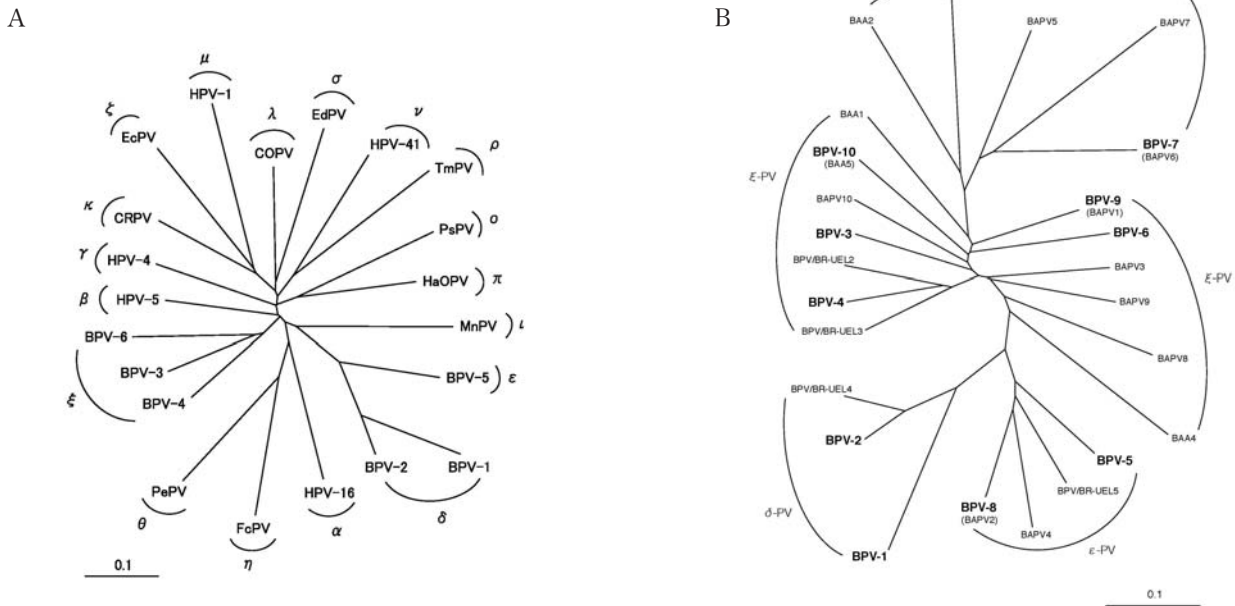 A
μ
HPV-1
ζ
EcPV
λ
COPV
σ
EdPV
ν
HPV-41
ρ
TmPV
κ
CRPV
ο
PsPV
γ
HPV-4
π
HaOPV
β
HPV-5
ι
MnPV
BPV-6
BPV-3
BPV-4
ξ
ε
BPV-5
BPV-2
BPV-1
δ
HPV-16
α
PePV
θ
FcPV
η
0.1
B
BAA2
BAPV5
BAPV7
BAA1
BPV-10
(BAA5)
BPV-7
(BAPV6)
ξ-PV
BAPV10
BPV-9
(BAPV1)
BPV-3
BPV-6
BPV/BR-UEL2
BAPV3
ξ-PV
BPV-4
BAPV9
BPV/BR-UEL3
BAPV8
BPV/BR-UEL4
BPV-2
BAA4
BPV-5
BPV/BR-UEL5
δ-PV
BPV-8
(BAPV2)
BAPV4
ε-PV
BPV-1
0.1